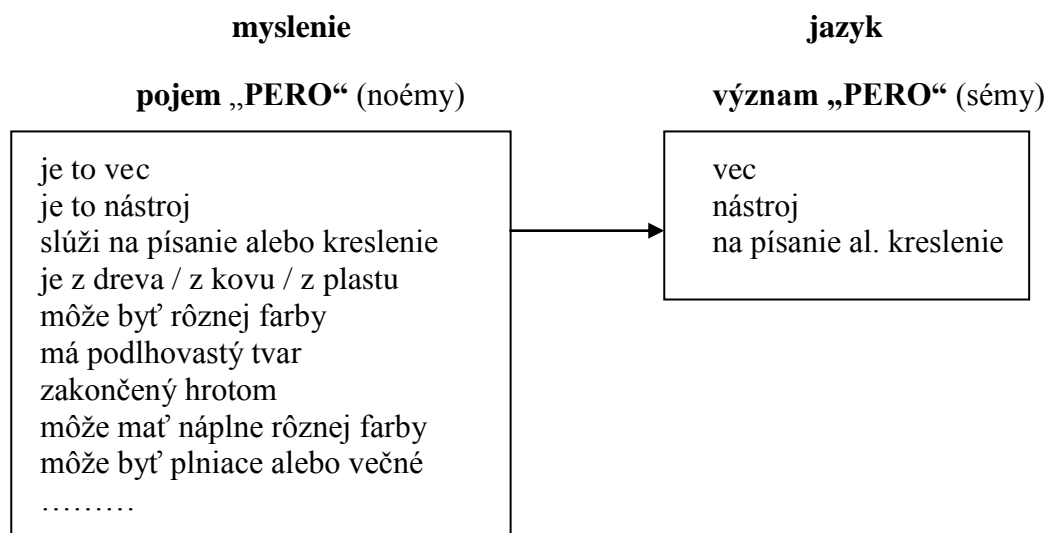 myslenie
jazyk
pojem „PERO“ (noémy)
význam „PERO“ (sémy)
je to vec
je to nástroj
slúži na písanie alebo kreslenie
je z dreva / z kovu / z plastu
môže byť rôznej farby
má podlhovastý tvar
zakončený hrotom
môže mať náplne rôznej farby
môže byť plniace alebo večné
………
vec
nástroj
na písanie al. kreslenie